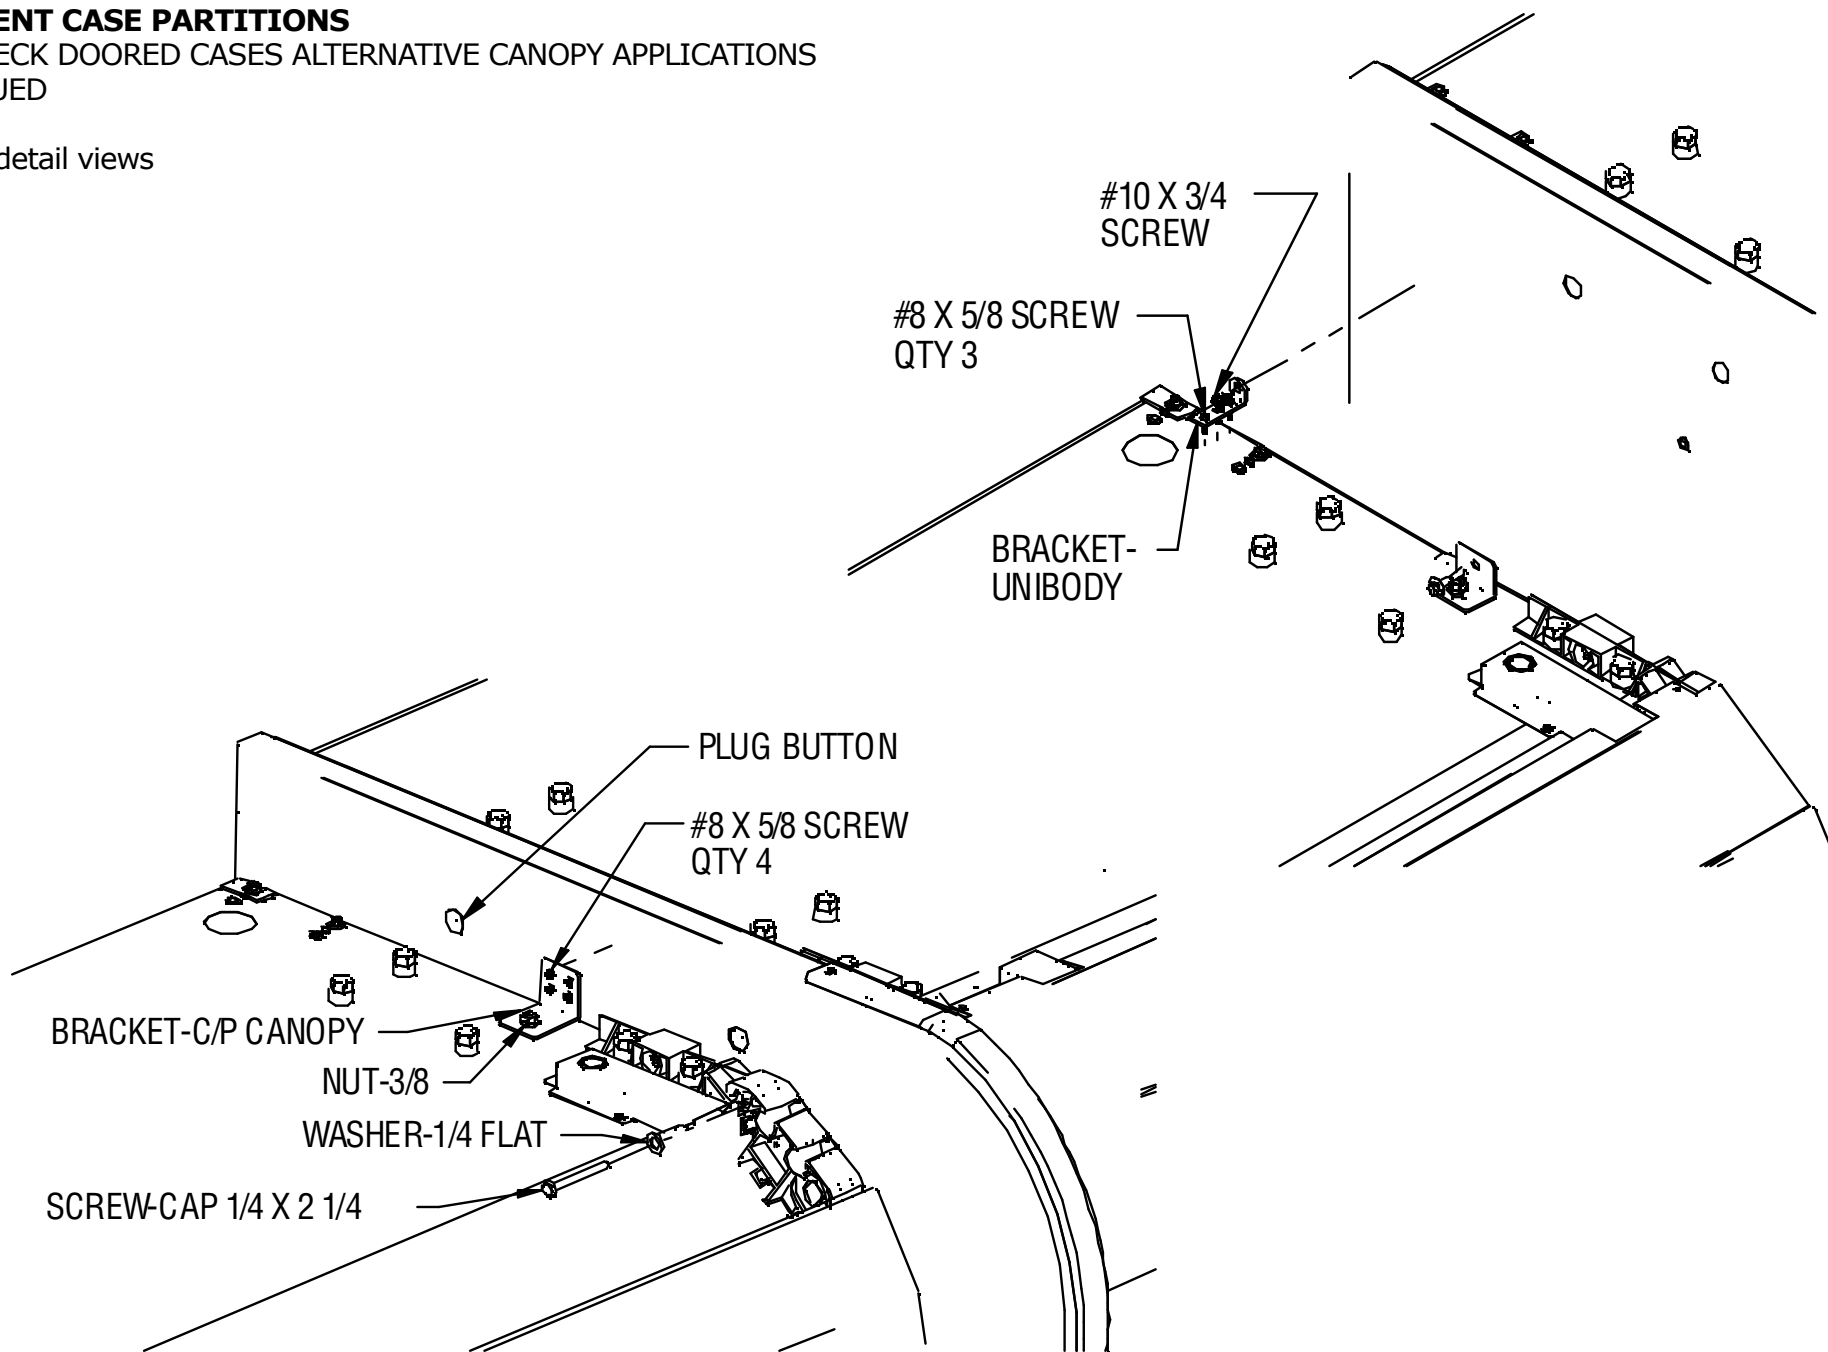 ENT CASE PARTITIONS
ECK DOORED CASES ALTERNATIVE CANOPY APPLICATIONS
UED
detail views
#10 X 3/4
SCREW
#8 X 5/8 SCREW
QTY 3
BRACKET-
UNIBODY
PLUG BUTTON
#8 X 5/8 SCREW
QTY 4
BRACKET-C/P CANOPY
NUT-3/8
WASHER-1/4 FLAT
SCREW-CAP 1/4 X 2 1/4